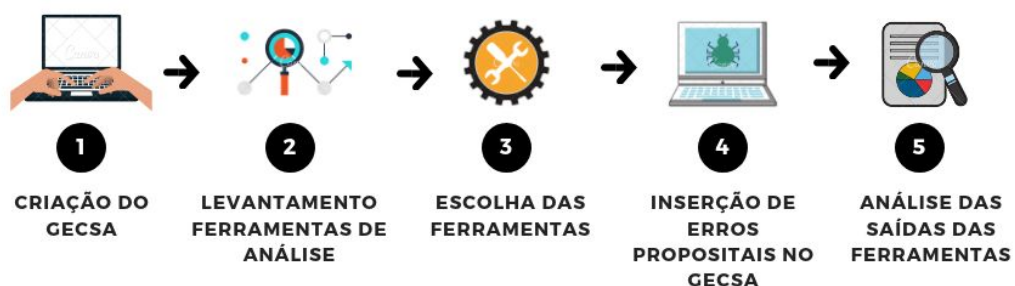 1
CRIAÇÃO DO
GECSA
2
LEVANTAMENTO
FERRAMENTAS DE
ANÁLISE
3
ESCOLHA DAS
FERRAMENTAS
4
INSERÇÃO DE
ERROS
PROPOSITAIS NO
GECSA
5
ANÁLISE DAS
SAÍDAS DAS
FERRAMENTAS